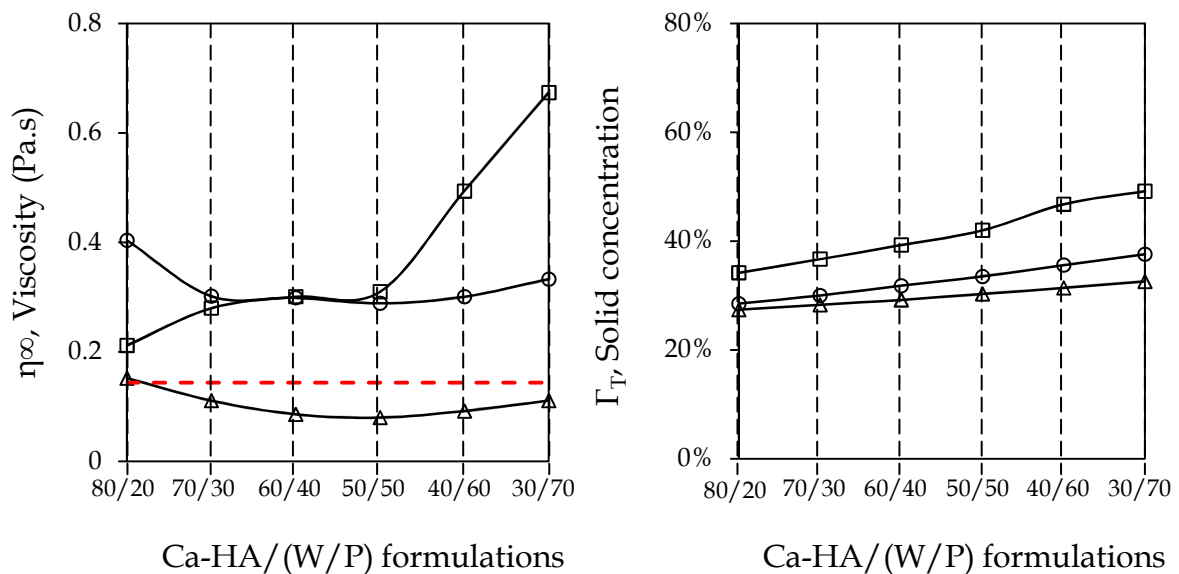 0.8
0.6
0.4
0.2
0
η∞, Viscosity (Pa.s)
80/20 70/30 60/40 50/50 40/60 30/70
Ca-HA/(W/P) formulations
80%
60%
40%
20%
0%
Γ_T, Solid concentration
80/20 70/30 60/40 50/50 40/60 30/70
Ca-HA/(W/P) formulations